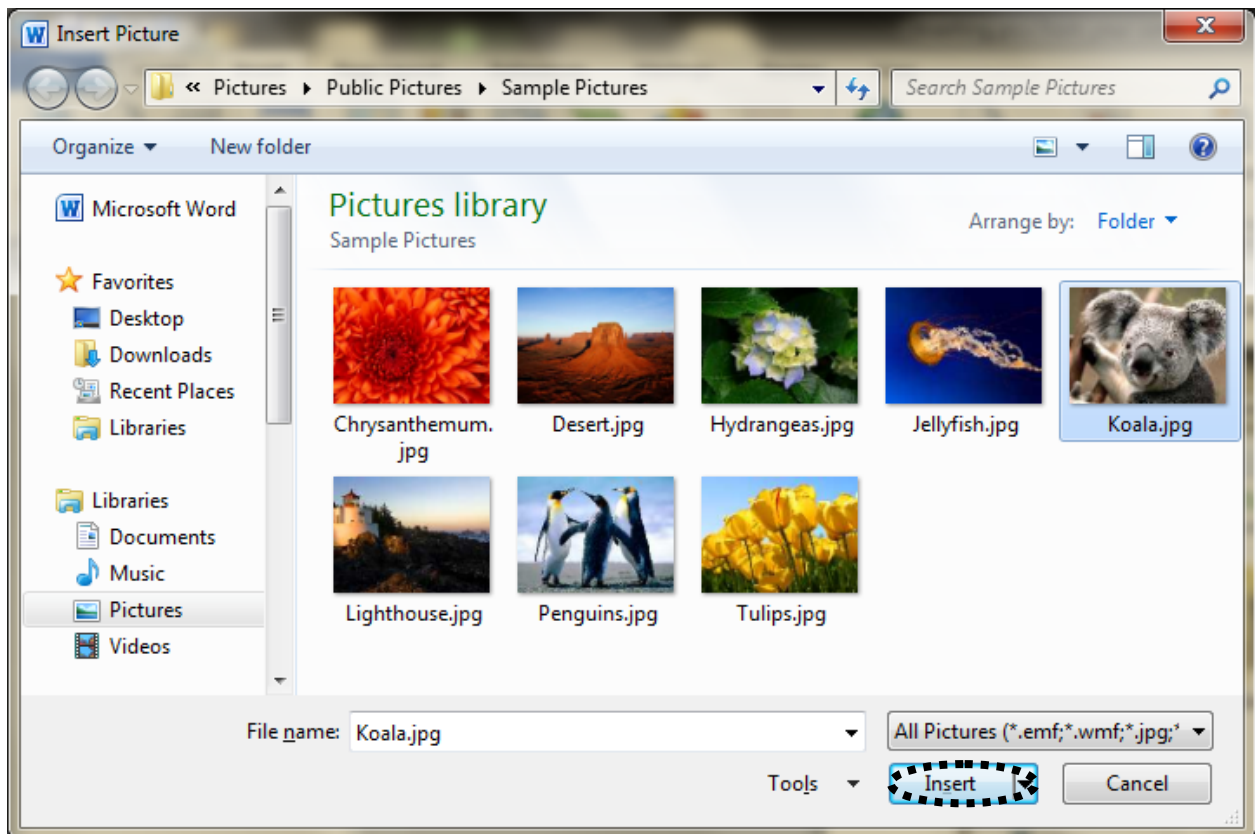 Insert Picture
« Pictures ▸ Public Pictures ▸ Sample Pictures
Search Sample Pictures
Organize ▾ New folder
Microsoft Word
Favorites
Desktop
Downloads
Recent Places
Libraries
Libraries
Documents
Music
Pictures
Videos
Pictures library
Sample Pictures
Arrange by: Folder ▾
Chrysanthemum.
jpg
Desert.jpg
Hydrangeas.jpg
Jellyfish.jpg
Koala.jpg
Lighthouse.jpg
Penguins.jpg
Tulips.jpg
File name: Koala.jpg
All Pictures (*.emf;*.wmf;*.jpg;*
Tools
Insert
Cancel